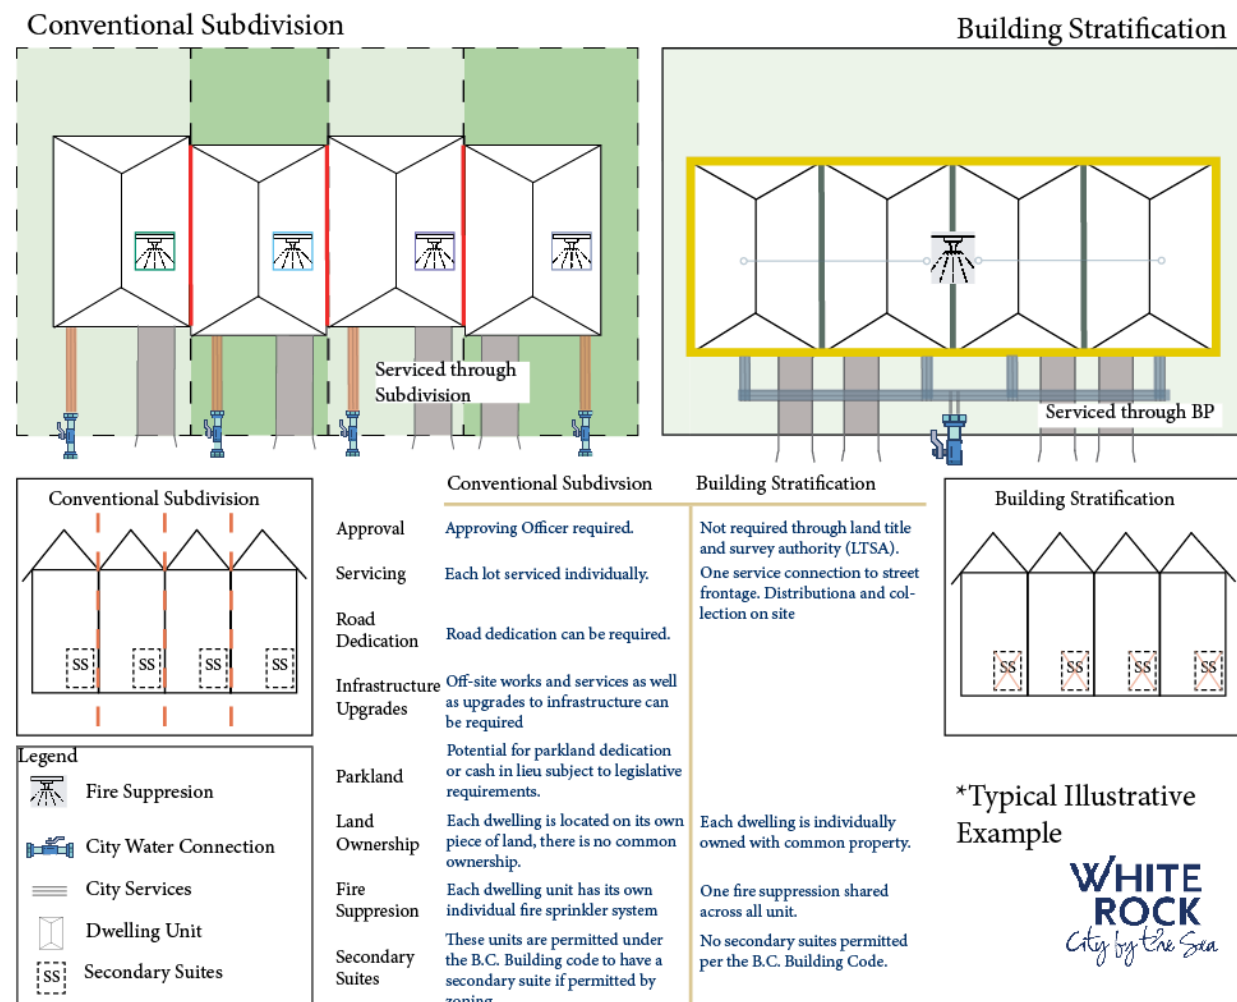 Conventional Subdivision
Building Stratification
Serviced through
Subdivision
Serviced through BP
Conventional Subdivision
SS
SS
SS
SS
Conventional Subdivsion
Building Stratification
Approval
Approving Officer required.
Not required through land title
and survey authority (LTSA).
Servicing
Each lot serviced individually.
One service connection to street
frontage. Distributiona and col-
lection on site
Road
Dedication
Road dedication can be required.
Infrastructure
Upgrades
Off-site works and services as well
as upgrades to infrastructure can
be required
Parkland
Potential for parkland dedication
or cash in lieu subject to legislative
requirements.
Land
Ownership
Each dwelling is located on its own
piece of land, there is no common
ownership.
Each dwelling is individually
owned with common property.
Fire
Suppresion
Each dwelling unit has its own
individual fire sprinkler system
One fire suppression shared
across all unit.
Secondary
Suites
These units are permitted under
the B.C. Building code to have a
secondary suite if permitted by
zoning
No secondary suites permitted
per the B.C. Building Code.
Building Stratification
SS
SS
SS
SS
Legend
Fire Suppresion
City Water Connection
City Services
Dwelling Unit
SS
Secondary Suites
*Typical Illustrative
Example
WHITE
ROCK
City by the Sea